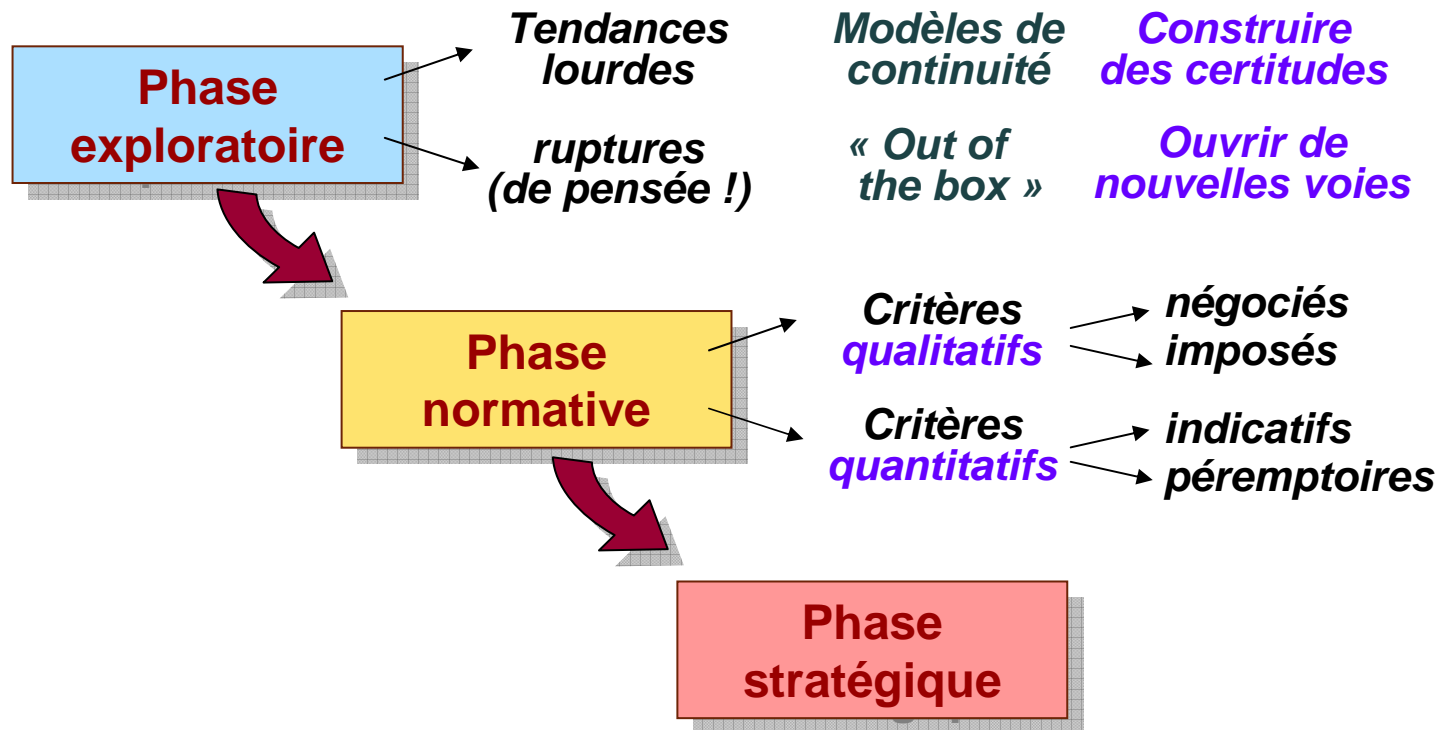 Phase
exploratoire
Tendances
lourdes
Modèles de
continuité
Construire
des certitudes
ruptures
(de pensée !)
« Out of
the box »
Ouvrir de
nouvelles voies
Phase
normative
Critères
qualitatifs
négociés
imposés
Critères
quantitatifs
indicatifs
péremptoires
Phase
stratégique